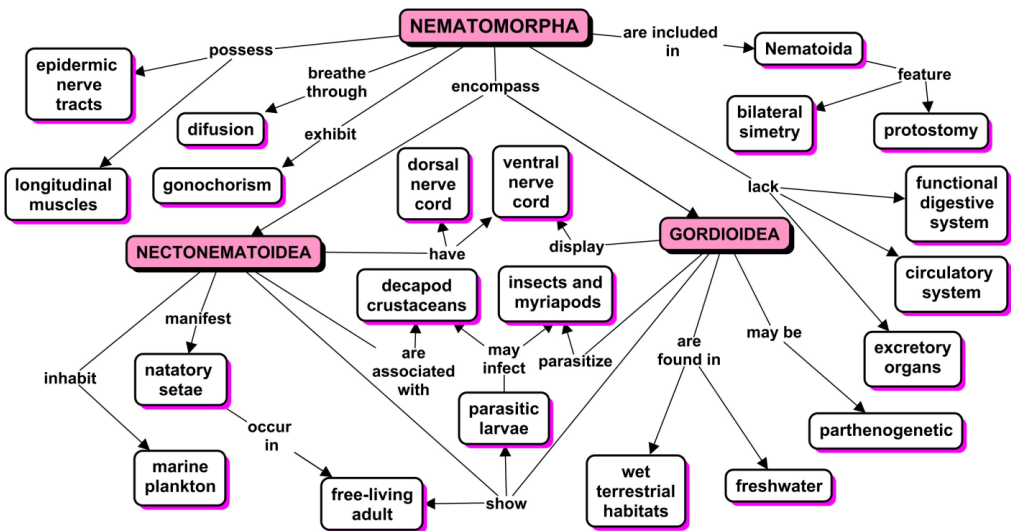 NEMATOMORPHA
possess
are included
in
Nematoida
epidermic
nerve
tracts
breathe
through
encompass
feature
difusion
exhibit
bilateral
simetry
protostomy
longitudinal
muscles
gonochorism
dorsal
nerve
cord
ventral
nerve
cord
lack
functional
digestive
system
NECTONEMATOIDEA
have
display
GORDIOIDEA
circulatory
system
decapod
crustaceans
insects and
myriapods
manifest
are
associated
with
may
infect
parasitize
are
found in
may be
excretory
organs
inhabit
natatory
setae
parasitic
larvae
parthenogenetic
occur
in
marine
plankton
free-living
adult
show
wet
terrestrial
habitats
freshwater